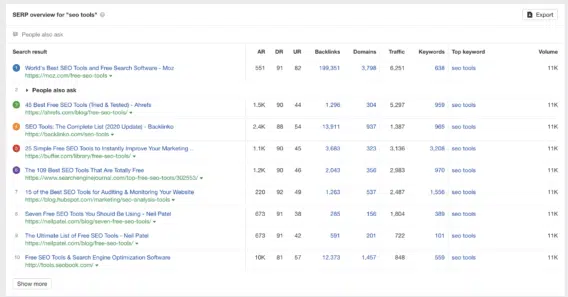 SERP overview for "seo tools"
Export
People also ask
Search result AR DR UR Backlinks Domains Traffic Keywords Top keyword Volume
1 World's Best SEO Tools and Free Search Software - Moz 551 91 82 199,351 3,798 6,251 638 seo tools 11K
https://moz.com/free-seo-tools
2 People also ask
3 45 Best Free SEO Tools (Tried & Tested) - Ahrefs 1.5K 90 44 1,296 304 5,297 959 seo tools 11K
https://ahrefs.com/blog/free-seo-tools/
4 SEO Tools: The Complete List (2020 Update) - Backlinko 2.4K 88 54 13,911 937 1,387 965 seo tools 11K
https://backlinko.com/seo-tools
5 25 Simple Free SEO Tools to Instantly Improve Your Marketing ... 1.1K 90 45 3,683 323 3,136 3,208 seo tools 11K
https://buffer.com/library/free-seo-tools/
6 The 109 Best SEO Tools That Are Totally Free 1.2K 90 46 2,043 356 2,983 970 seo tools 11K
https://www.searchenginejournal.com/top-free-seo-tools/302503/
7 15 of the Best SEO Tools for Auditing & Monitoring Your Website 220 92 49 1,263 537 2,487 1,556 seo tools 11K
https://blog.hubspot.com/marketing/seo-analysis-tools
8 Seven Free SEO Tools You Should Be Using - Neil Patel 673 91 38 265 156 1,804 389 seo tools 11K
https://neilpatel.com/blog/seven-free-seo-tools/
9 The Ultimate List of Free SEO Tools - Neil Patel 673 91 42 591 201 722 101 seo tools 11K
https://neilpatel.com/blog/free-seo-tools/
10 Free SEO Tools & Search Engine Optimization Software 10K 81 57 12,373 1,457 848 559 seo tools 11K
http://tools.seobook.com/
Show more